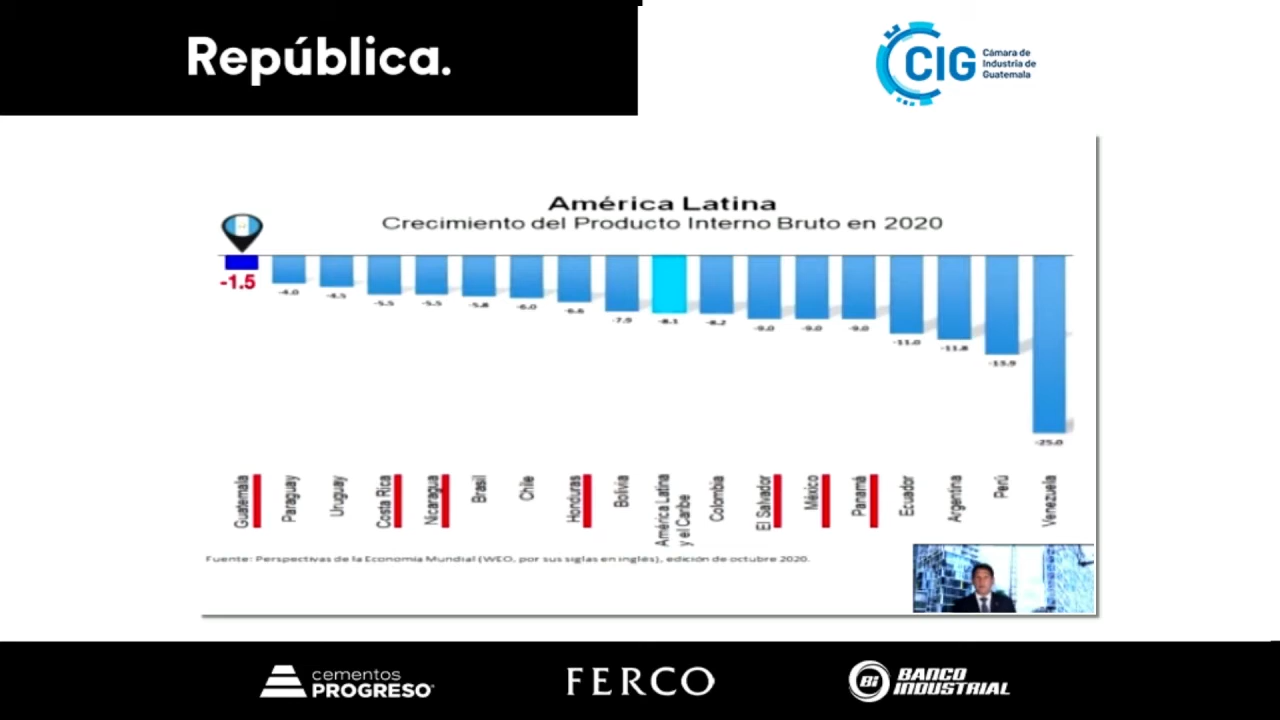 República.
CIG
Cámara de
Industria de
Guatemala
América Latina
Crecimiento del Producto Interno Bruto en 2020
-1.5
-4.0
-4.5
-5.5
-5.5
-5.8
-6.0
-6.6
-7.9
-8.1
-8.2
-9.0
-9.0
-9.0
-11.0
-11.8
-13.9
-25.0
Guatemala
Paraguay
Uruguay
Costa Rica
Nicaragua
Brasil
Chile
Honduras
Bolivia
América Latina
y el Caribe
Colombia
El Salvador
México
Panamá
Ecuador
Argentina
Perú
Venezuela
Fuente: Perspectivas de la Economía Mundial (WEO, por sus siglas en inglés), edición de octubre 2020.
cementos
PROGRESO
FERCO
Bi
BANCO
INDUSTRIAL